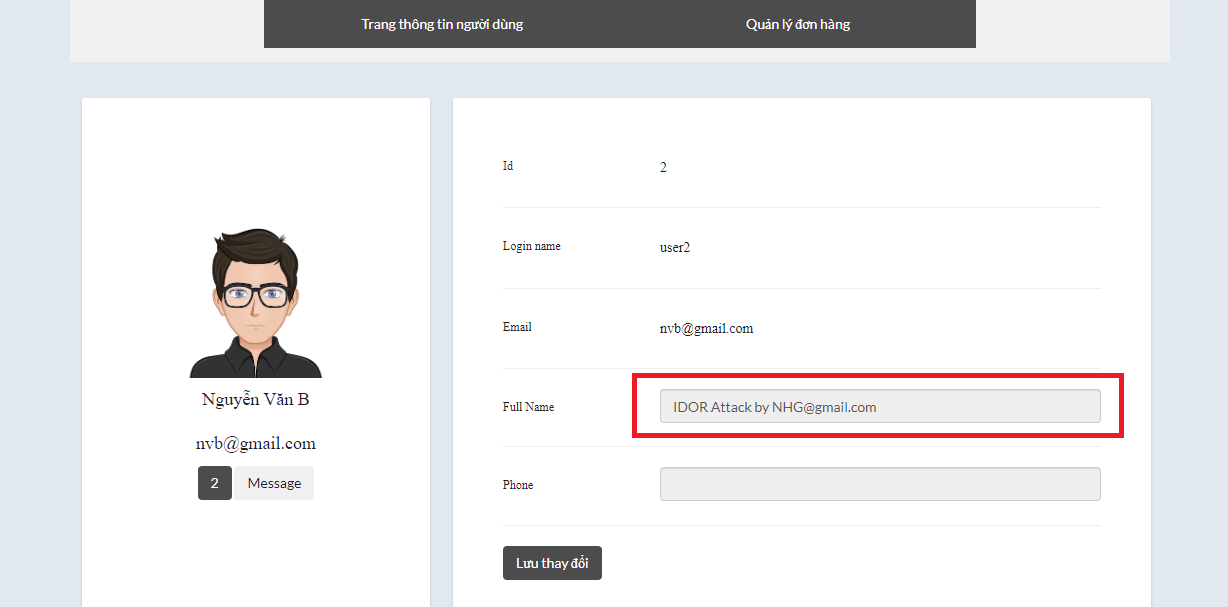 Trang thông tin người dùng
Quản lý đơn hàng
Nguyễn Văn B
nvb@gmail.com
2
Message
Id
2
Login name
user2
Email
nvb@gmail.com
Full Name
IDOR Attack by NHG@gmail.com
Phone
Lưu thay đổi